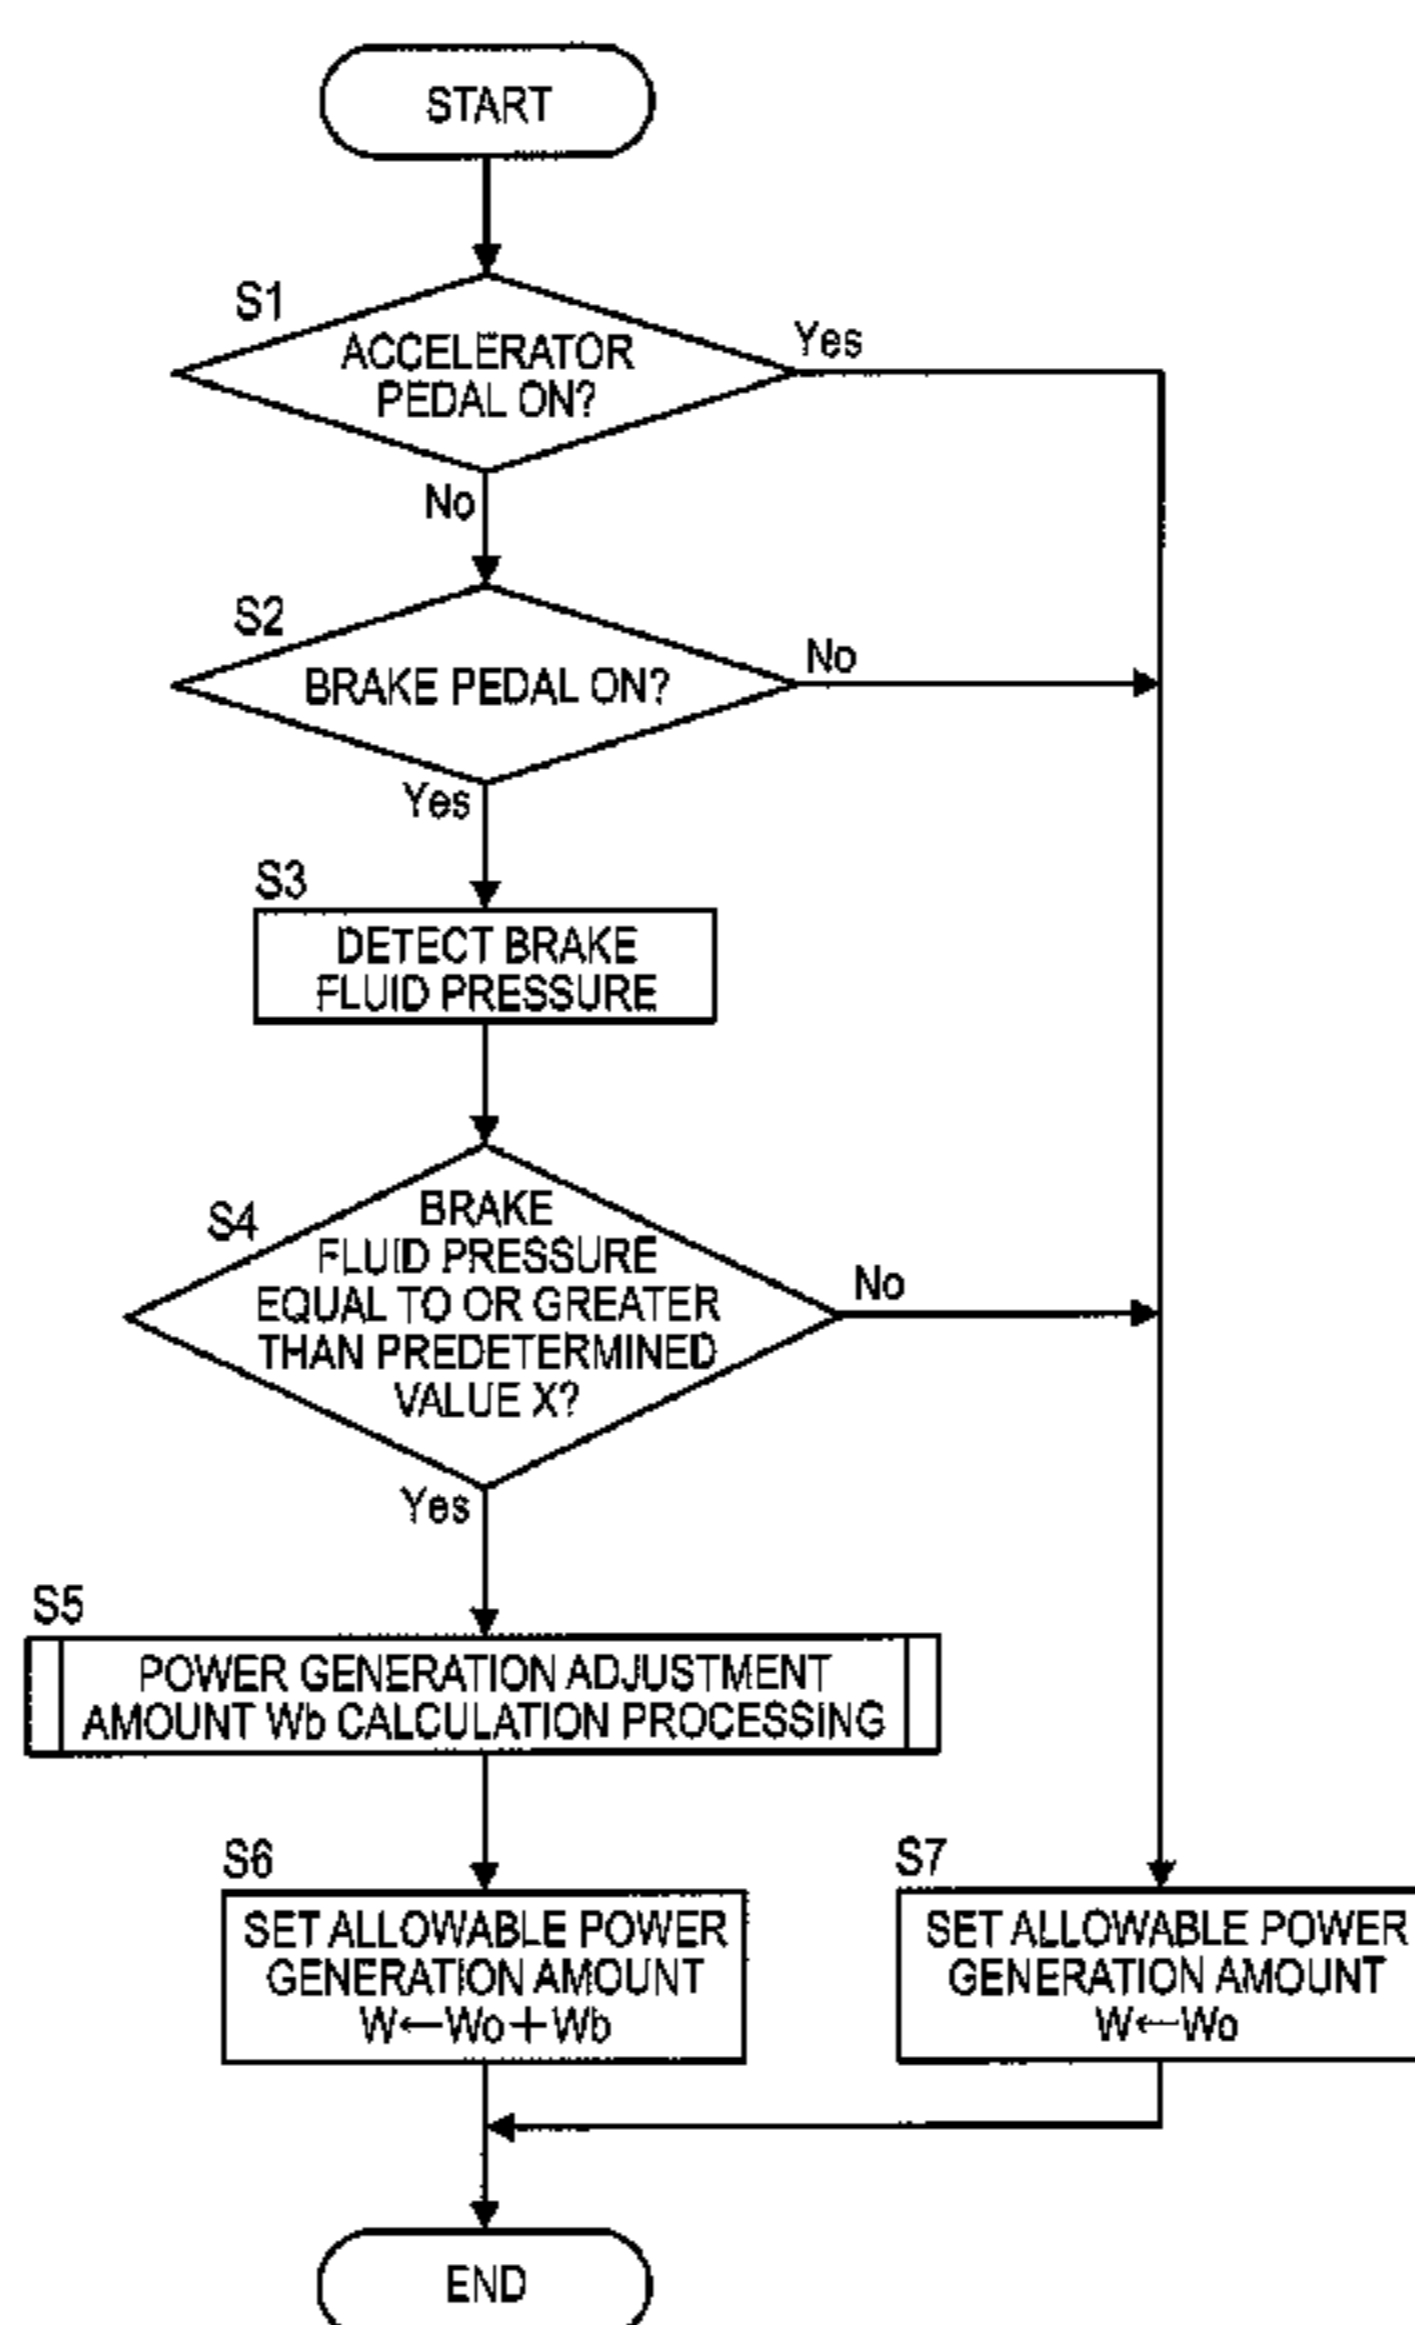 START
S1
ACCELERATOR
PEDAL ON?
Yes
No
S2
BRAKE PEDAL ON?
No
Yes
S3
DETECT BRAKE
FLUID PRESSURE
S4
BRAKE
FLUID PRESSURE
EQUAL TO OR GREATER
THAN PREDETERMINED
VALUE X?
No
Yes
S5
POWER GENERATION ADJUSTMENT
AMOUNT Wb CALCULATION PROCESSING
S6
SET ALLOWABLE POWER
GENERATION AMOUNT
W←Wo+Wb
S7
SET ALLOWABLE POWER
GENERATION AMOUNT
W←Wo
END